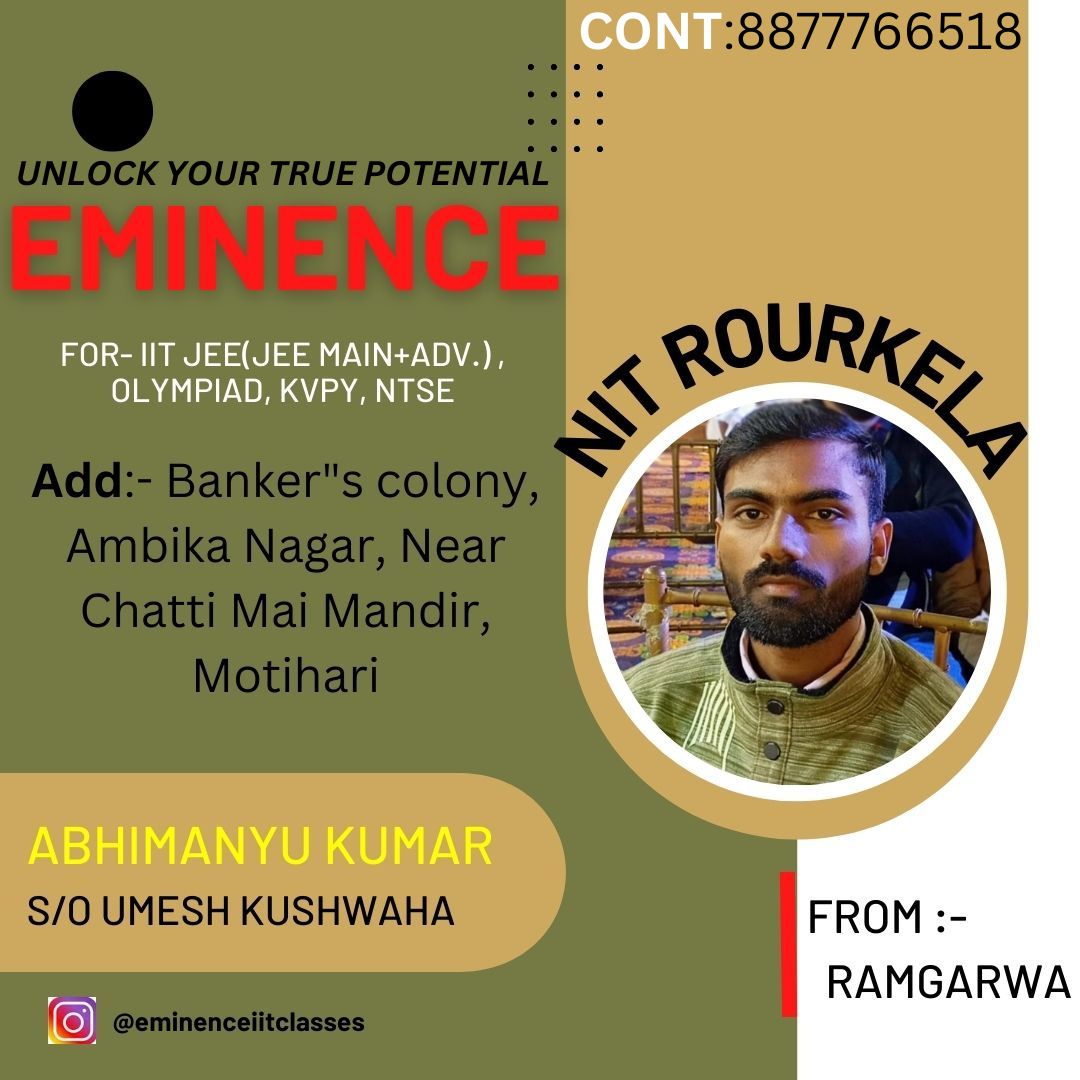 CONT:8877766518
UNLOCK YOUR TRUE POTENTIAL
EMINENCE
FOR- IIT JEE(JEE MAIN+ADV.) ,
OLYMPIAD, KVPY, NTSE
Add:- Banker"s colony,
Ambika Nagar, Near
Chatti Mai Mandir,
Motihari
NIT ROURKELA
ABHIMANYU KUMAR
S/O UMESH KUSHWAHA
FROM :-
RAMGARWA
@eminenceiitclasses